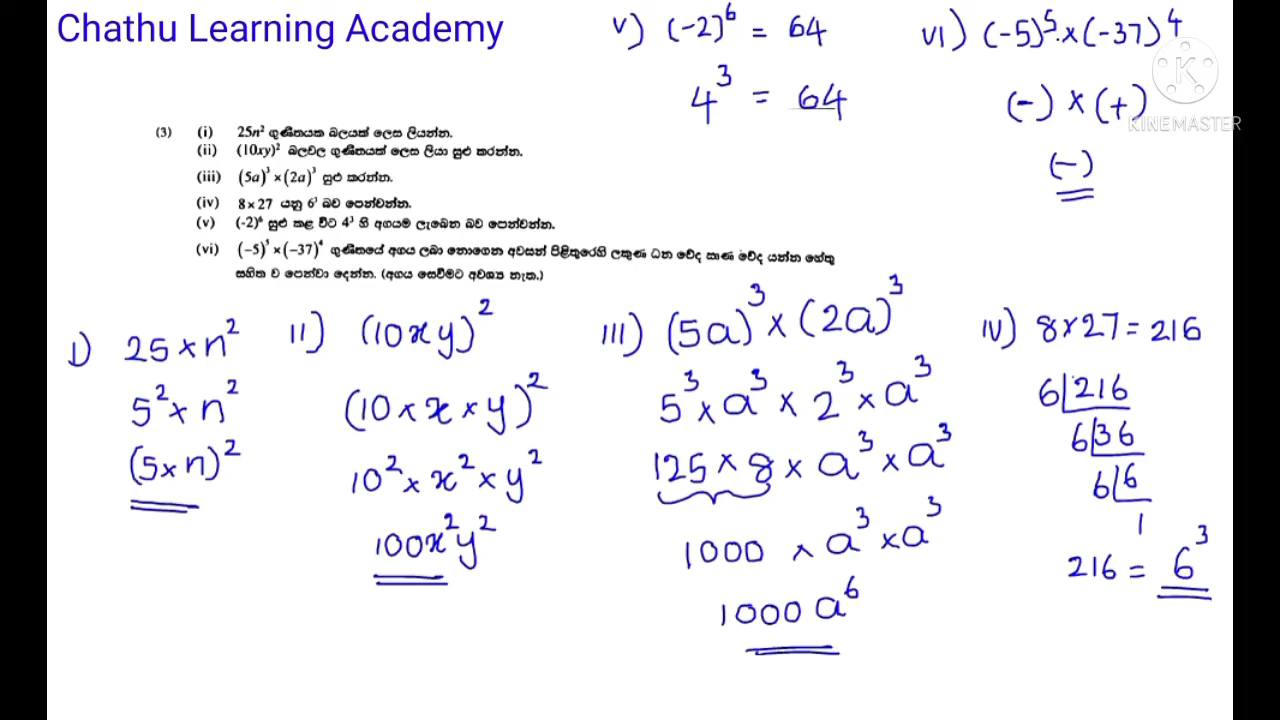 Chathu Learning Academy
v) (-2)⁶ = 64
4³ = 64
VI) (-5)⁵ × (-37)⁴
(-) × (+)
(-)
KINEMASTER
(3) (i) 25n² ගුණිතයක බලයක් ලෙස ලියන්න.
(ii) (10xy)² බලවල ගුණිතයක් ලෙස ලියා සුළු කරන්න.
(iii) (5a)³ × (2a)³ සුළු කරන්න.
(iv) 8 × 27 යනු 6³ බව පෙන්වන්න.
(v) (-2)⁶ සුළු කළ විට 4³ හි අගයම ලැබෙන බව පෙන්වන්න.
(vi) (-5)⁵ × (-37)⁴ ගුණිතයේ අගය ලබා නොගෙන අවසන් පිළිතුරෙහි ලකුණ ධන වේද සෘණ වේද යන්න හේතු
සහිත ව පෙන්වා දෙන්න. (අගය සෙවීමට අවශ්‍ය නැත.)
I) 25 × n²
5² × n²
(5 × n)²
II) (10xy)²
(10 × x × y)²
10² × x² × y²
100x²y²
III) (5a)³ × (2a)³
5³ × a³ × 2³ × a³
125 × 8 × a³ × a³
1000 × a³ × a³
1000 a⁶
IV) 8 × 27 = 216
6 216
6 36
6 6
1
216 = 6³